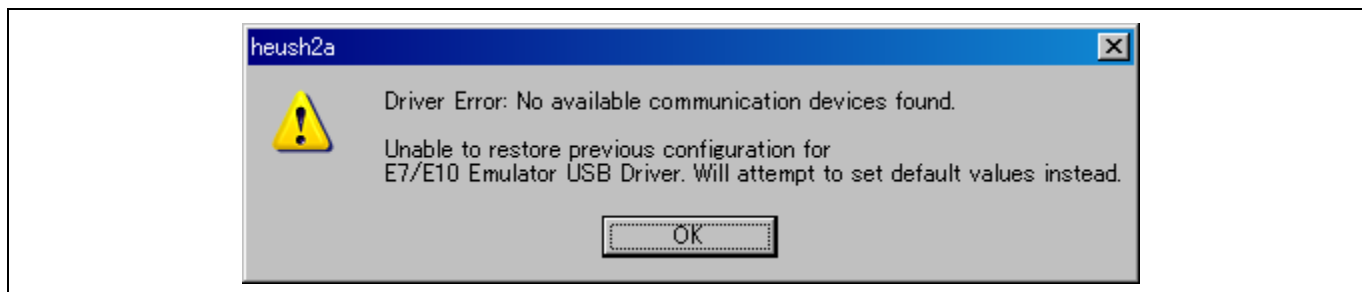 heush2a
Driver Error: No available communication devices found.
Unable to restore previous configuration for
E7/E10 Emulator USB Driver. Will attempt to set default values instead.
OK